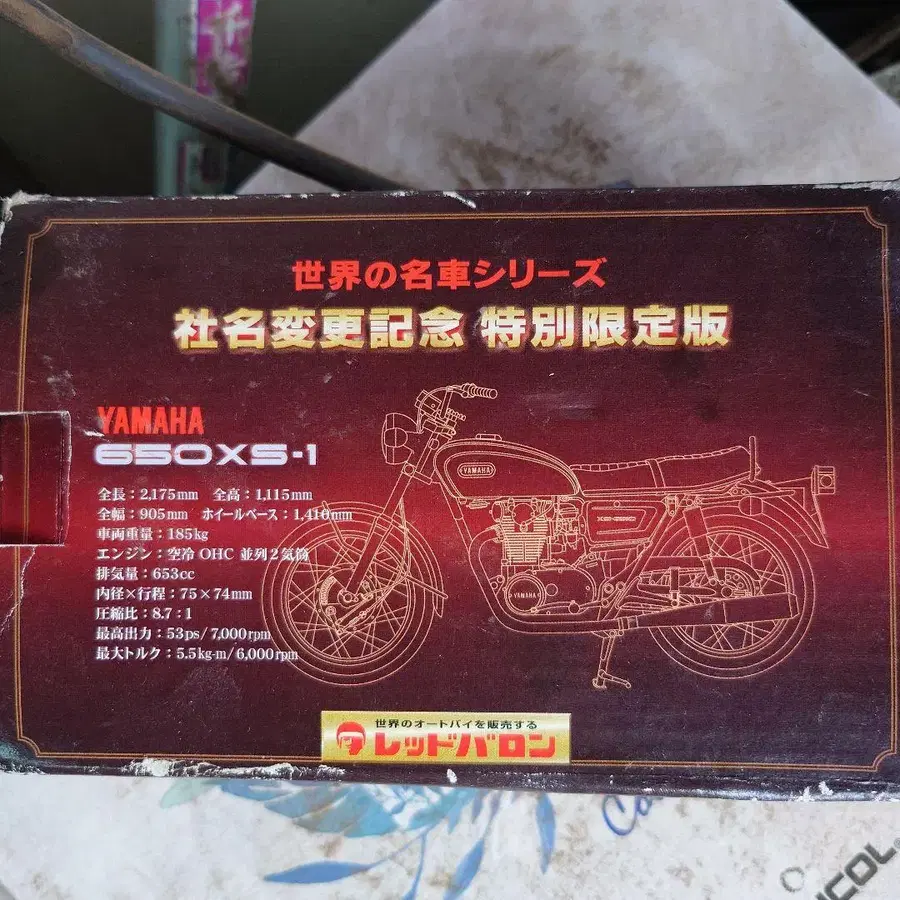 世界の名車シリーズ
社名変更記念 特別限定版
YAMAHA
650XS-1
全長：2,175mm 全高：1,115mm
全幅：905mm ホイールベース：1,410mm
車両重量：185kg
エンジン：空冷 OHC 並列2気筒
排気量：653cc
内径×行程：75×74mm
圧縮比：8.7：1
最高出力：53ps/7,000rpm
最大トルク：5.5kg-m/6,000rpm
YAMAHA
YAMAHA
世界のオートバイを販売する
レッドバロン